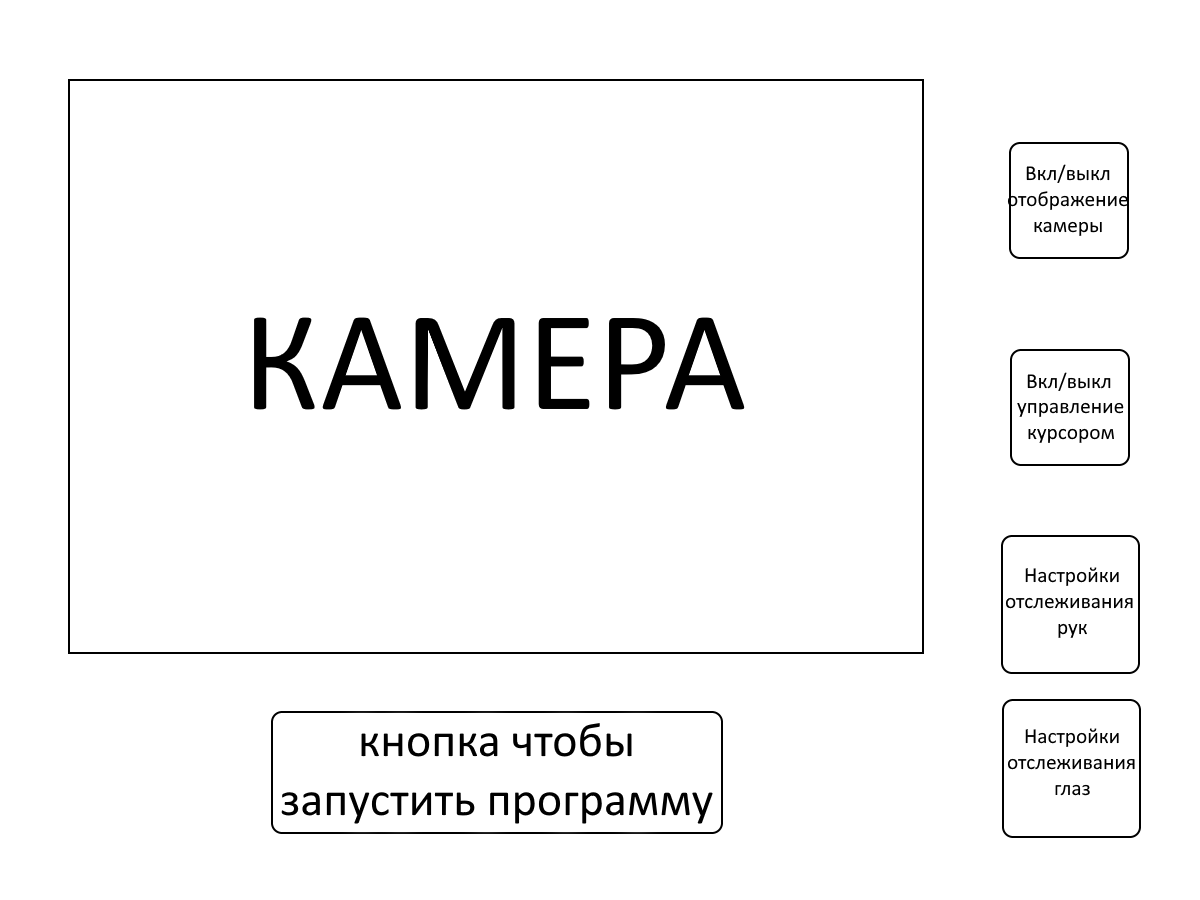 КАМЕРА
Вкл/выкл
отображение
камеры
Вкл/выкл
управление
курсором
Настройки
отслеживания
рук
Настройки
отслеживания
глаз
кнопка чтобы
запустить программу